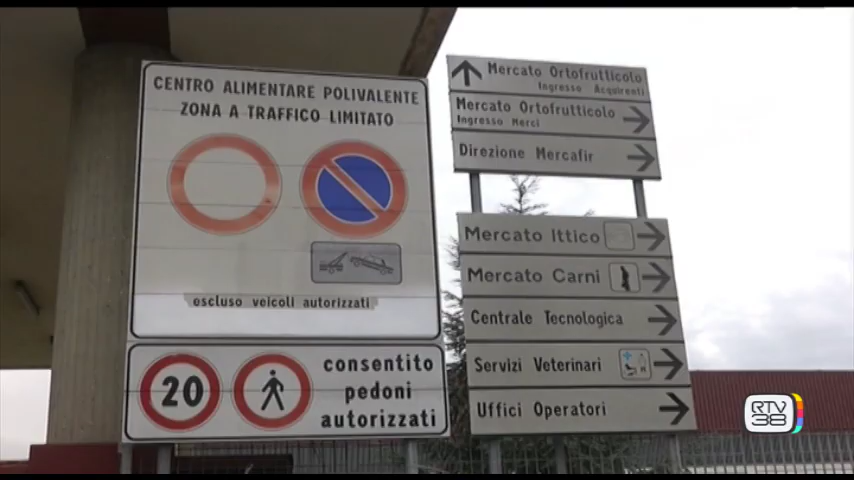 CENTRO ALIMENTARE POLIVALENTE
ZONA A TRAFFICO LIMITATO
escluso veicoli autorizzati
20
consentito
pedoni
autorizzati
Mercato Ortofrutticolo
Ingresso Acquirenti
Mercato Ortofrutticolo
Ingresso Merci
Direzione Mercafir
Mercato Ittico
Mercato Carni
Centrale Tecnologica
Servizi Veterinari
Uffici Operatori
RTV
38